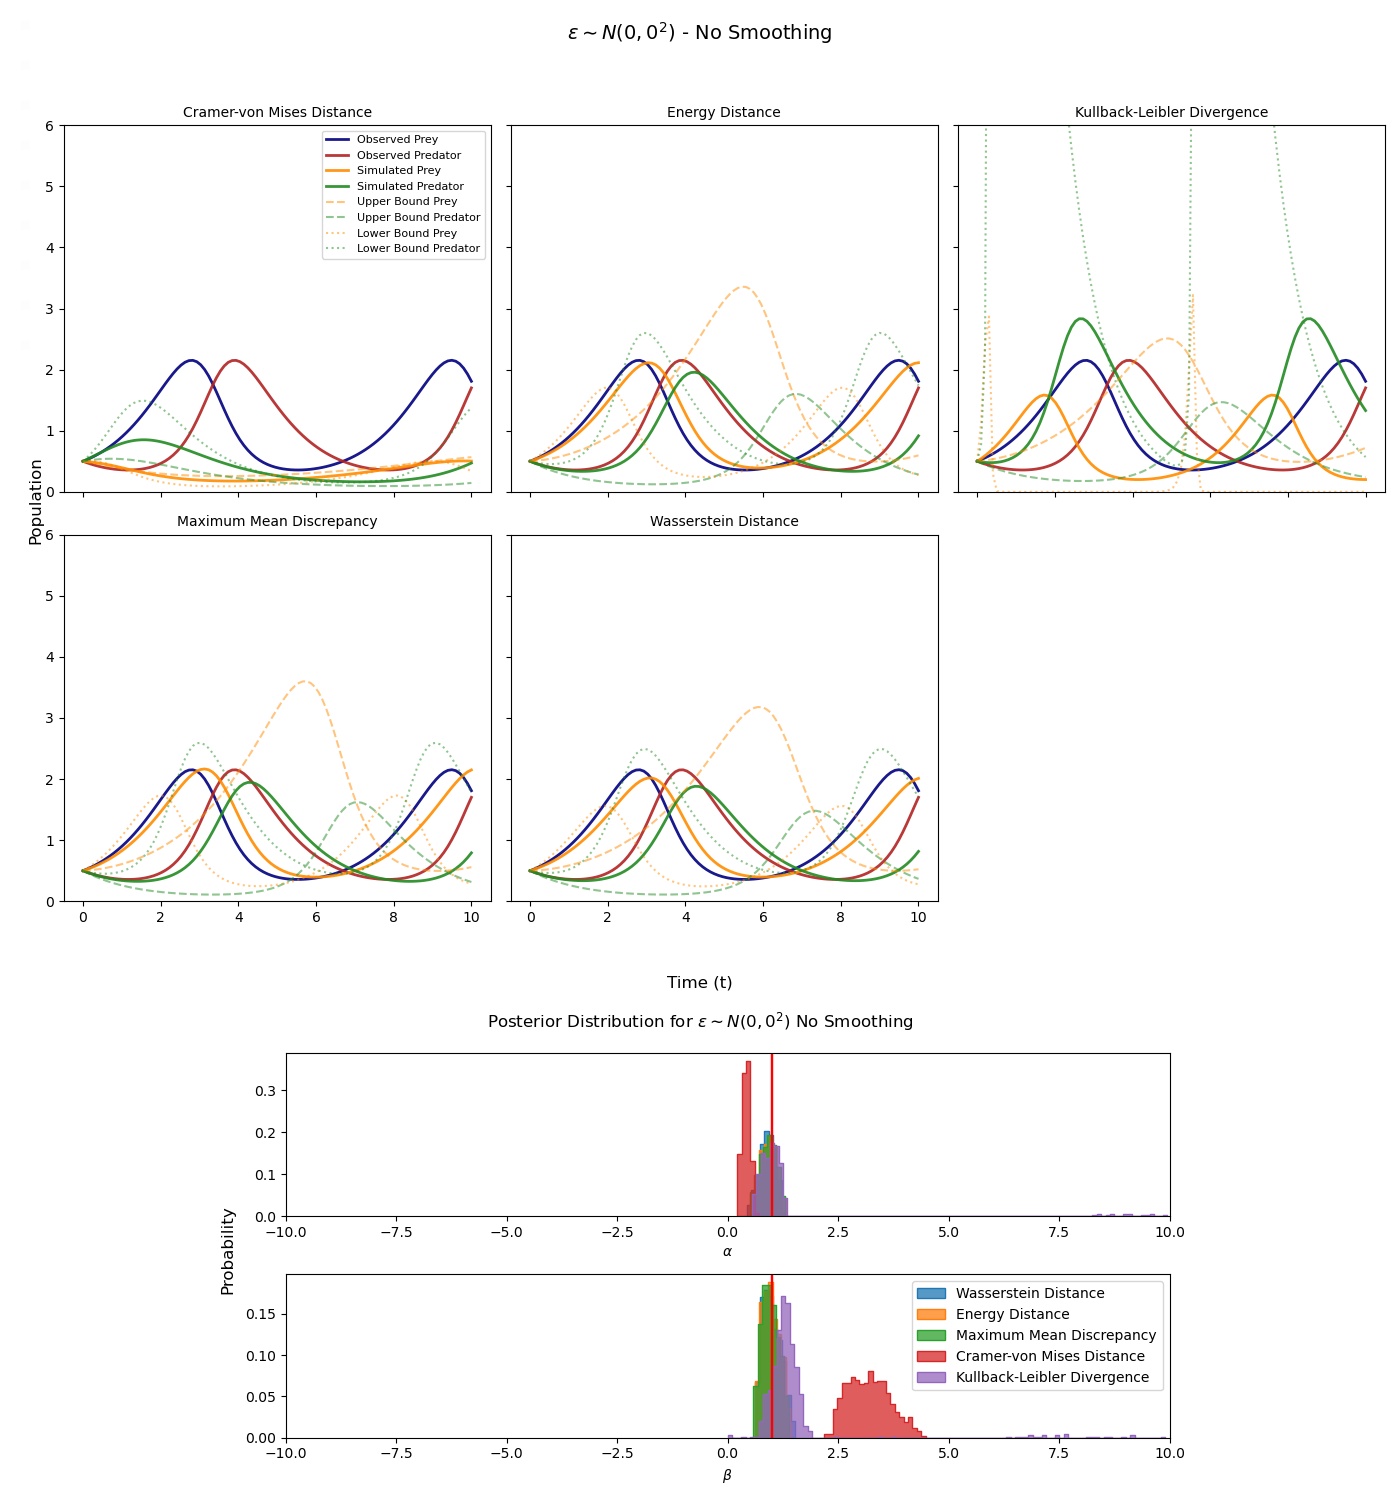 ε ~ N(0, 0²) - No Smoothing
Cramer-von Mises Distance
Energy Distance
Kullback-Leibler Divergence
6
5
4
3
2
1
0
Observed Prey
Observed Predator
Simulated Prey
Simulated Predator
Upper Bound Prey
Upper Bound Predator
Lower Bound Prey
Lower Bound Predator
Population
Maximum Mean Discrepancy
Wasserstein Distance
6
5
4
3
2
1
0
0 2 4 6 8 10
0 2 4 6 8 10
Time (t)
Posterior Distribution for ε ~ N(0, 0²) No Smoothing
0.3
0.2
0.1
0.0
−10.0 −7.5 −5.0 −2.5 0.0 2.5 5.0 7.5 10.0
α
Probability
0.15
0.10
0.05
0.00
Wasserstein Distance
Energy Distance
Maximum Mean Discrepancy
Cramer-von Mises Distance
Kullback-Leibler Divergence
−10.0 −7.5 −5.0 −2.5 0.0 2.5 5.0 7.5 10.0
β